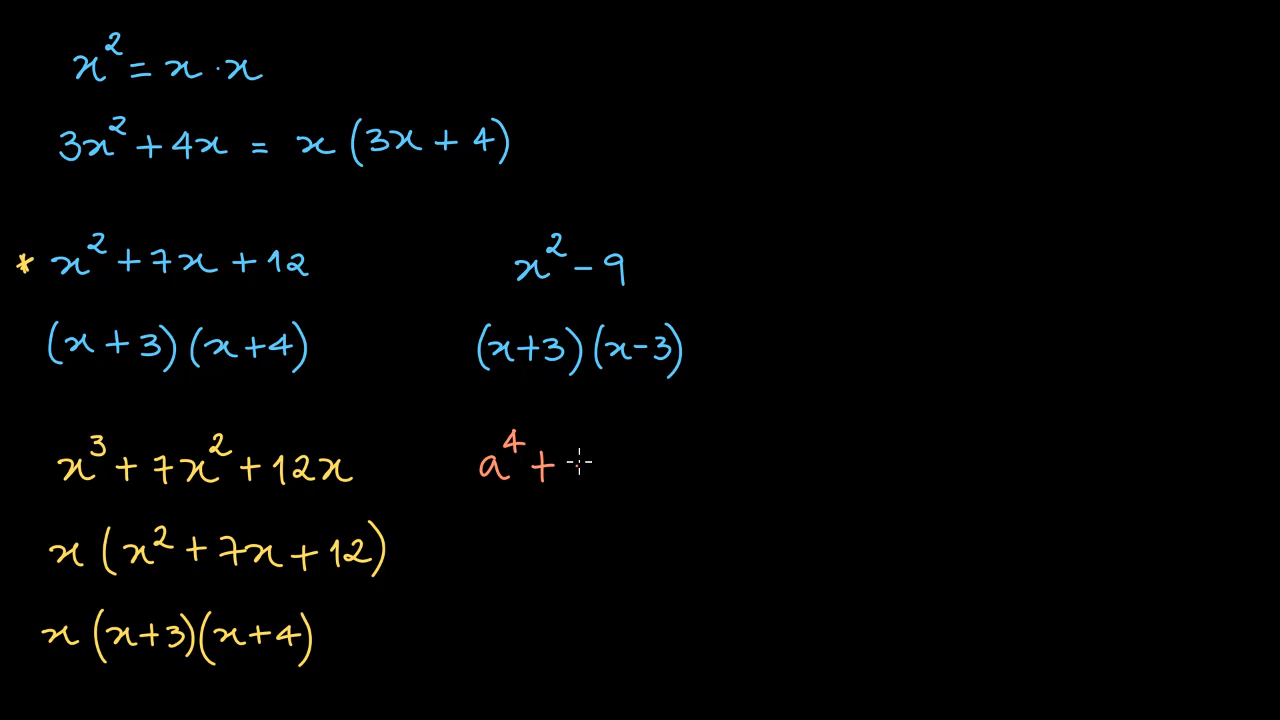 x² = x · x
3x² + 4x = x (3x + 4)
* x² + 7x + 12
(x + 3) (x + 4)
x² - 9
(x + 3) (x - 3)
x³ + 7x² + 12x
x (x² + 7x + 12)
x (x + 3) (x + 4)
a⁴ +